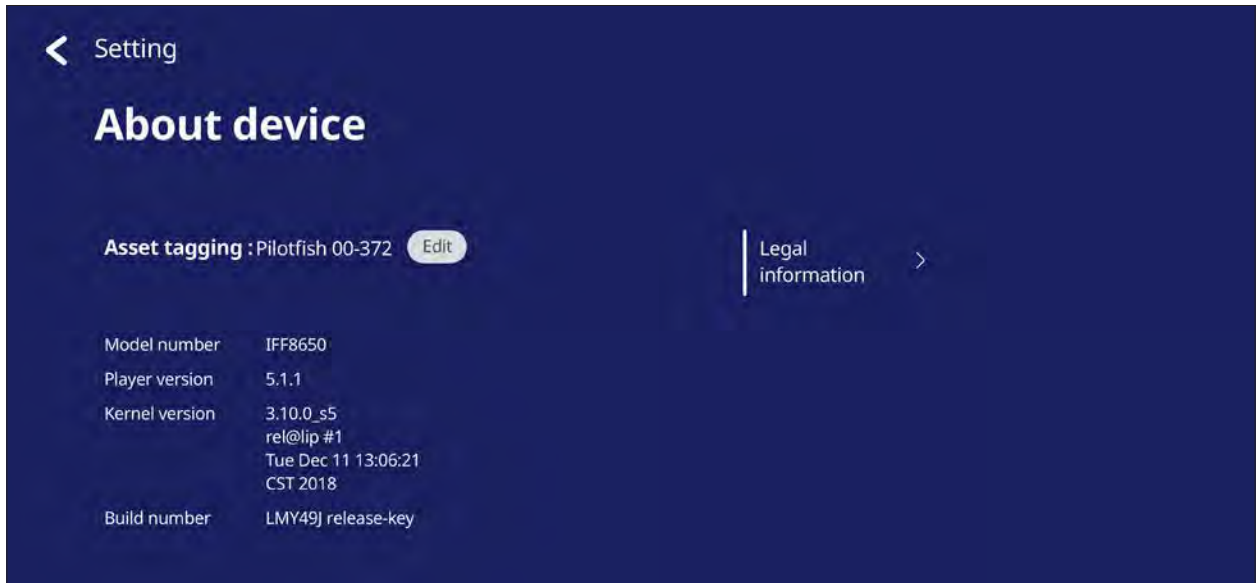 Setting
About device
Asset tagging : Pilotfish 00-372 Edit
Legal
information
Model number IFF8650
Player version 5.1.1
Kernel version 3.10.0_s5
rel@lip #1
Tue Dec 11 13:06:21
CST 2018
Build number LMY49J release-key